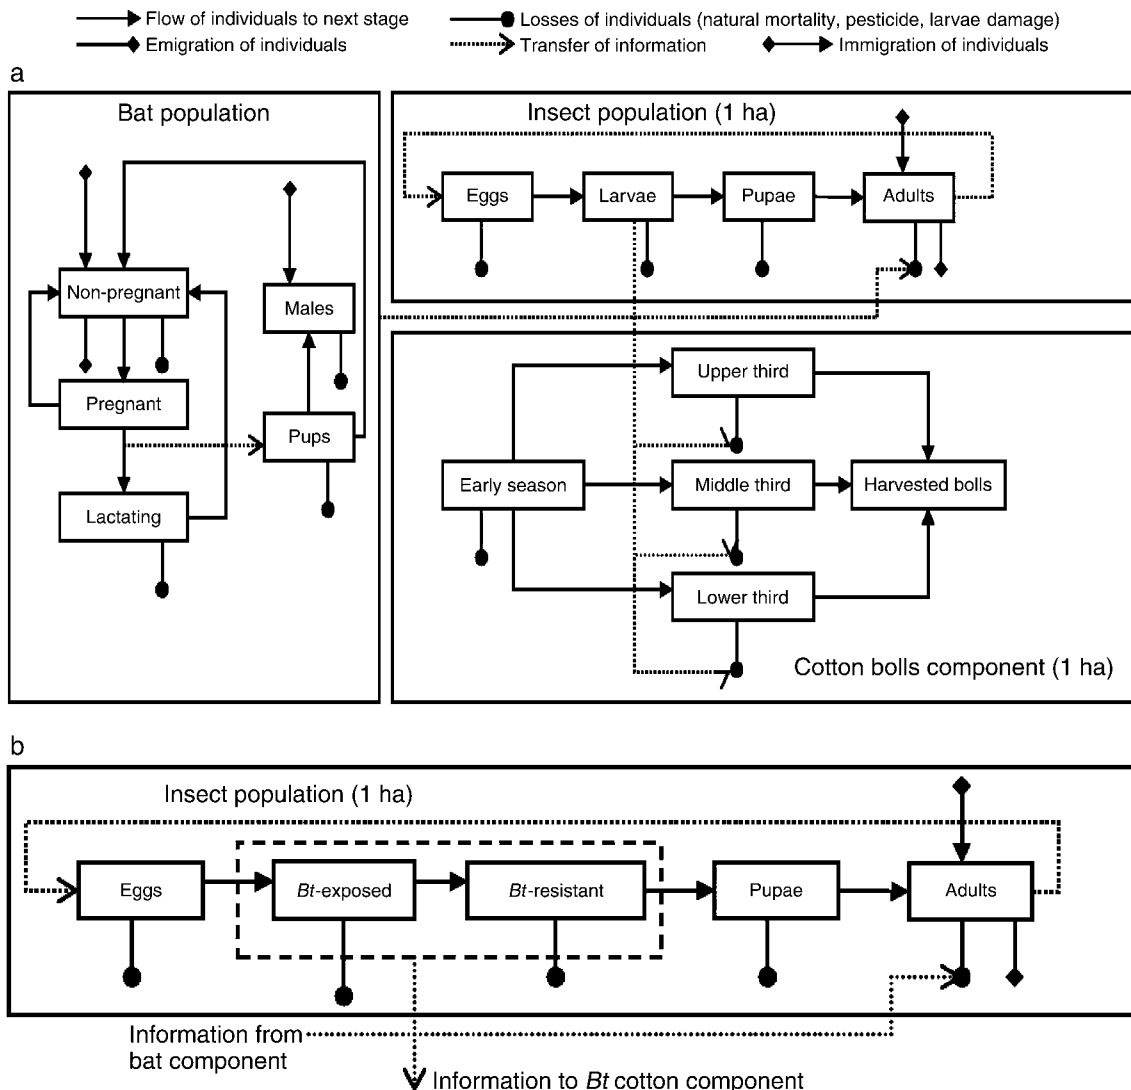 Flow of individuals to next stage
Losses of individuals (natural mortality, pesticide, larvae damage)
Emigration of individuals
Transfer of information
Immigration of individuals
a
Bat population
Non-pregnant
Males
Pregnant
Pups
Lactating
Insect population (1 ha)
Eggs
Larvae
Pupae
Adults
Upper third
Early season
Middle third
Harvested bolls
Lower third
Cotton bolls component (1 ha)
b
Insect population (1 ha)
Eggs
Bt-exposed
Bt-resistant
Pupae
Adults
Information from
bat component
Information to Bt cotton component